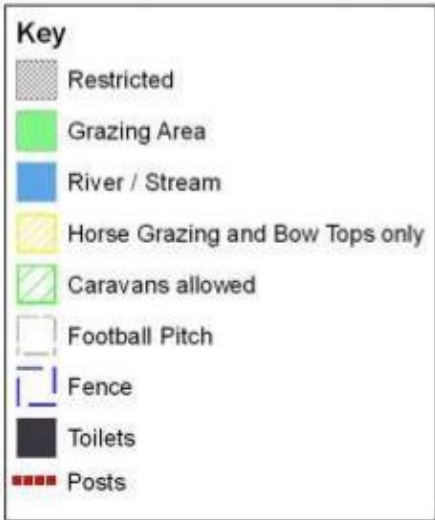 Key
Restricted
Grazing Area
River / Stream
Horse Grazing and Bow Tops only
Caravans allowed
Football Pitch
Fence
Toilets
Posts